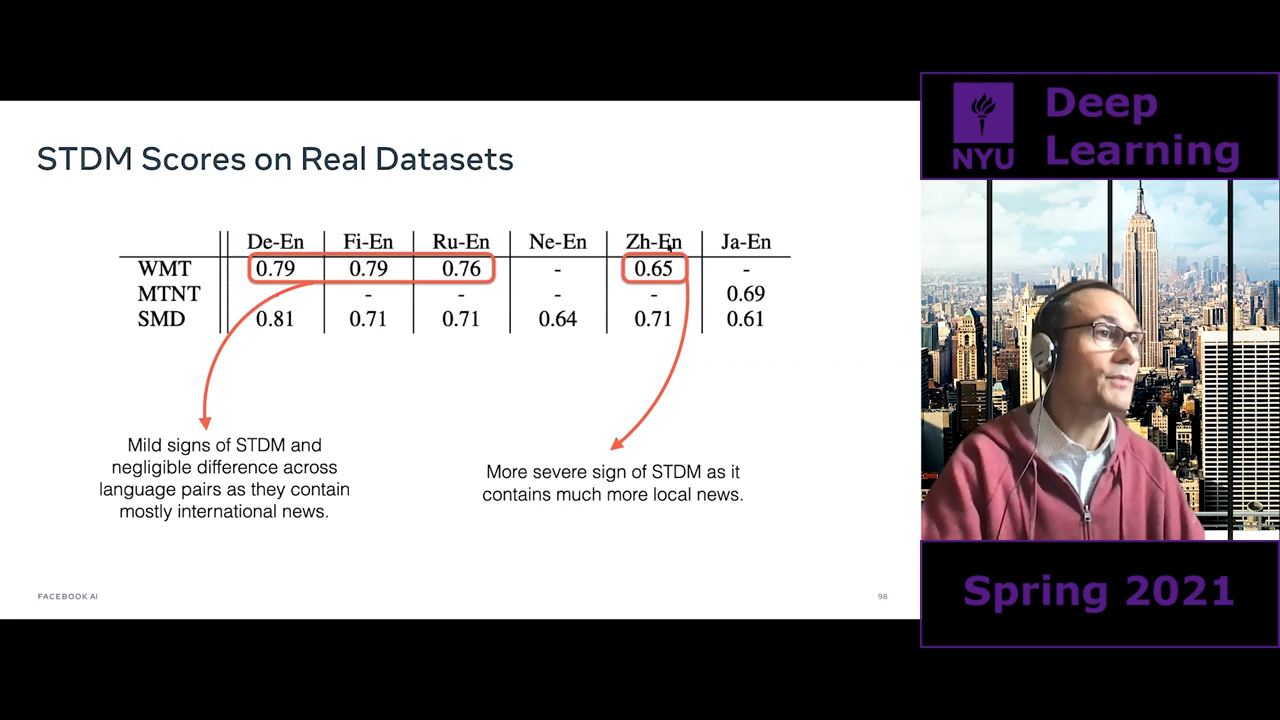 STDM Scores on Real Datasets
De-En Fi-En Ru-En Ne-En Zh-En Ja-En
WMT 0.79 0.79 0.76 - 0.65 -
MTNT - - - - - 0.69
SMD 0.81 0.71 0.71 0.64 0.71 0.61
Mild signs of STDM and
negligible difference across
language pairs as they contain
mostly international news.
More severe sign of STDM as it
contains much more local news.
FACEBOOK AI
98
NYU
Deep
Learning
Spring 2021